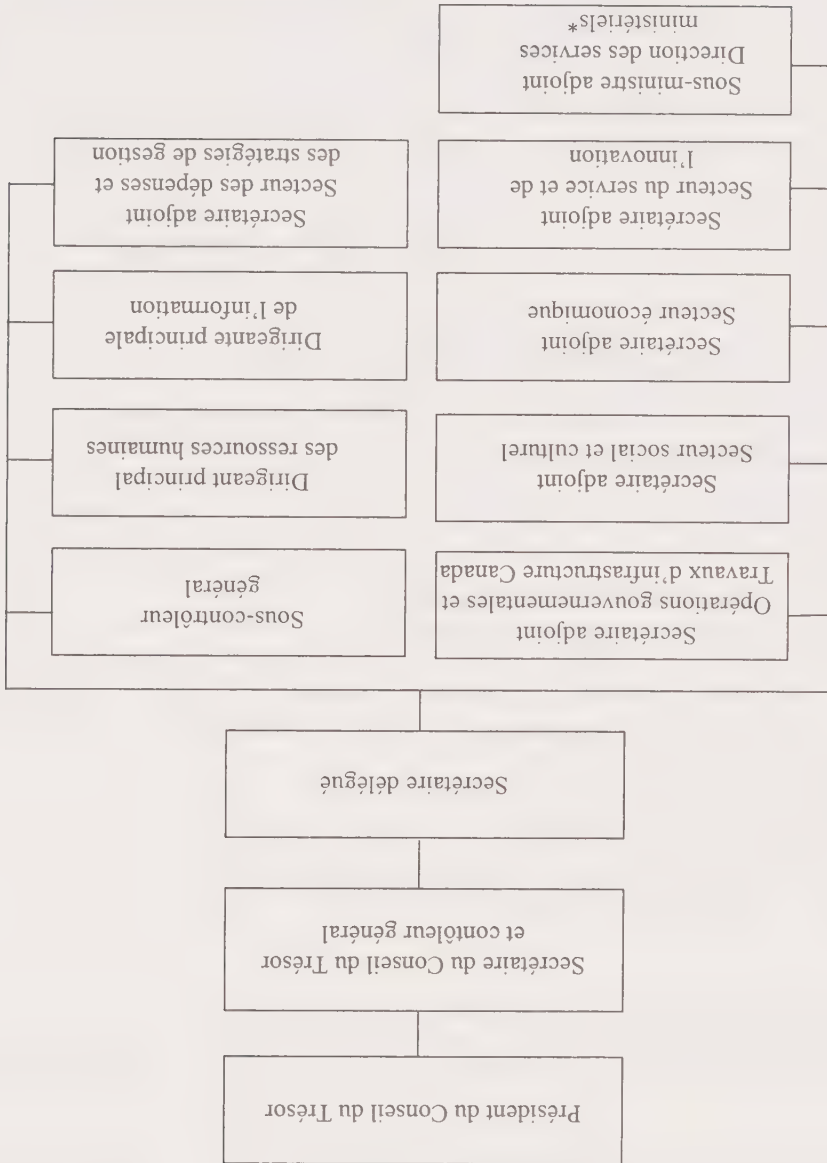 Président du Conseil du Trésor
Secrétaire du Conseil du Trésor
et contôleur général
Secrétaire délégué
Secrétaire adjoint
Opérations gouvernementales et
Travaux d'infrastructure Canada
Sous-contrôleur
général
Secrétaire adjoint
Secteur social et culturel
Dirigeant principal
des ressources humaines
Secrétaire adjoint
Secteur économique
Dirigeante principale
de l'information
Secrétaire adjoint
Secteur du service et de
l'innovation
Secrétaire adjoint
Secteur des dépenses et
des stratégies de gestion
Sous-ministre adjoint
Direction des services
ministériels*